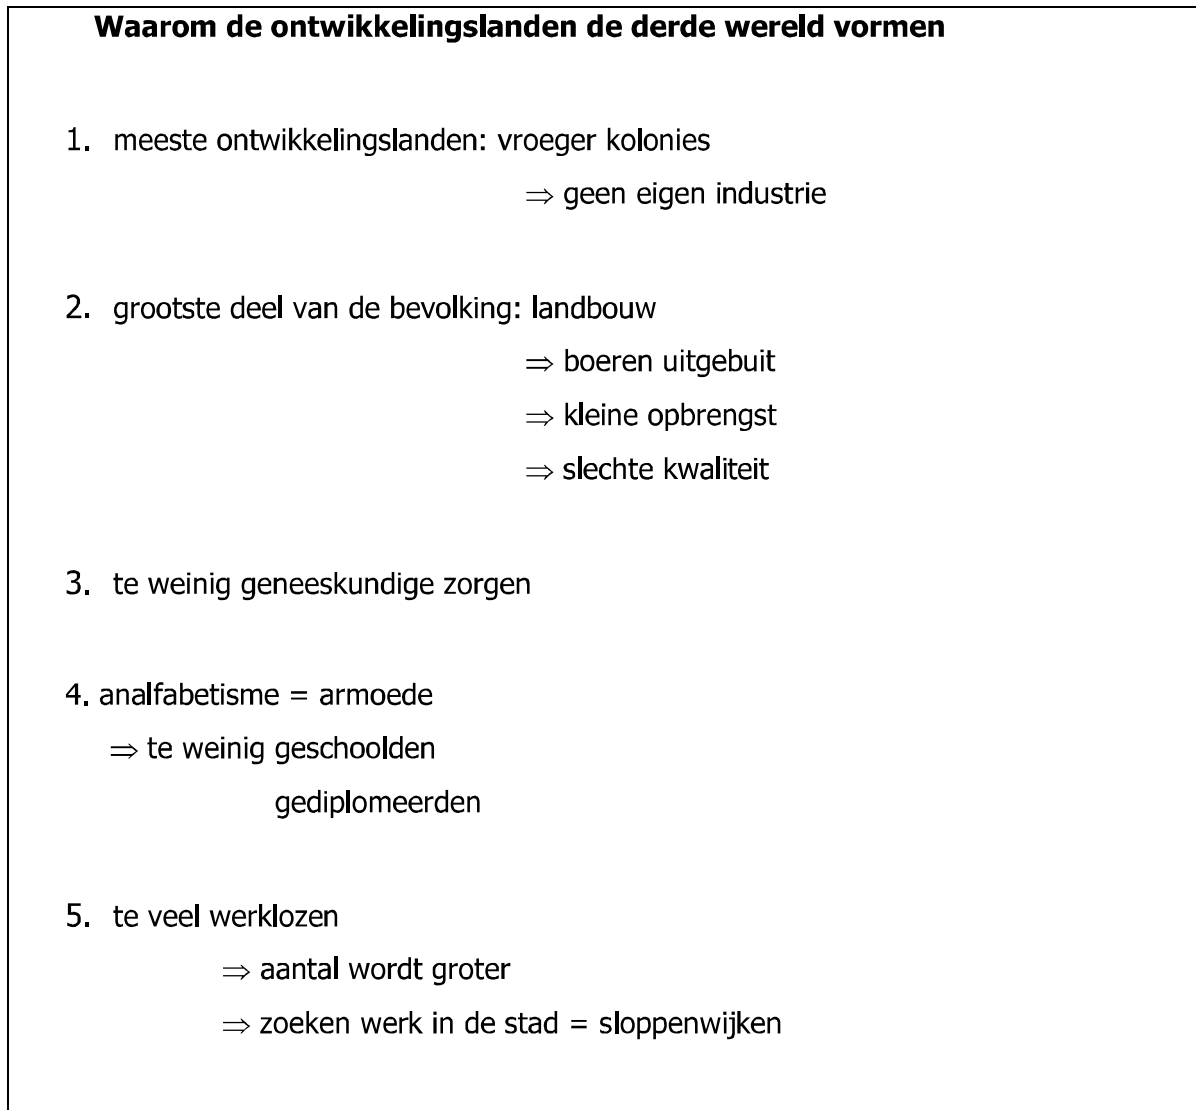 Waarom de ontwikkelingslanden de derde wereld vormen
1. meeste ontwikkelingslanden: vroeger kolonies
⇒ geen eigen industrie
2. grootste deel van de bevolking: landbouw
⇒ boeren uitgebuit
⇒ kleine opbrengst
⇒ slechte kwaliteit
3. te weinig geneeskundige zorgen
4. analfabetisme = armoede
⇒ te weinig geschoolden
gediplomeerden
5. te veel werklozen
⇒ aantal wordt groter
⇒ zoeken werk in de stad = sloppenwijken